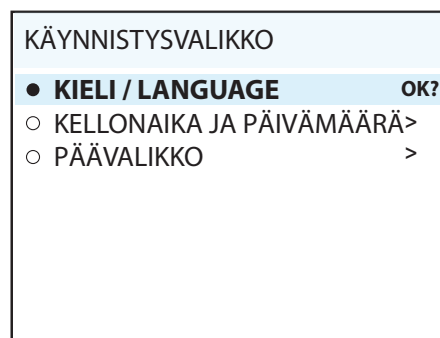 KÄYNNISTYSVALIKKO
KIELI / LANGUAGE OK?
KELLONAIKA JA PÄIVÄMÄÄRÄ>
PÄÄVALIKKO >